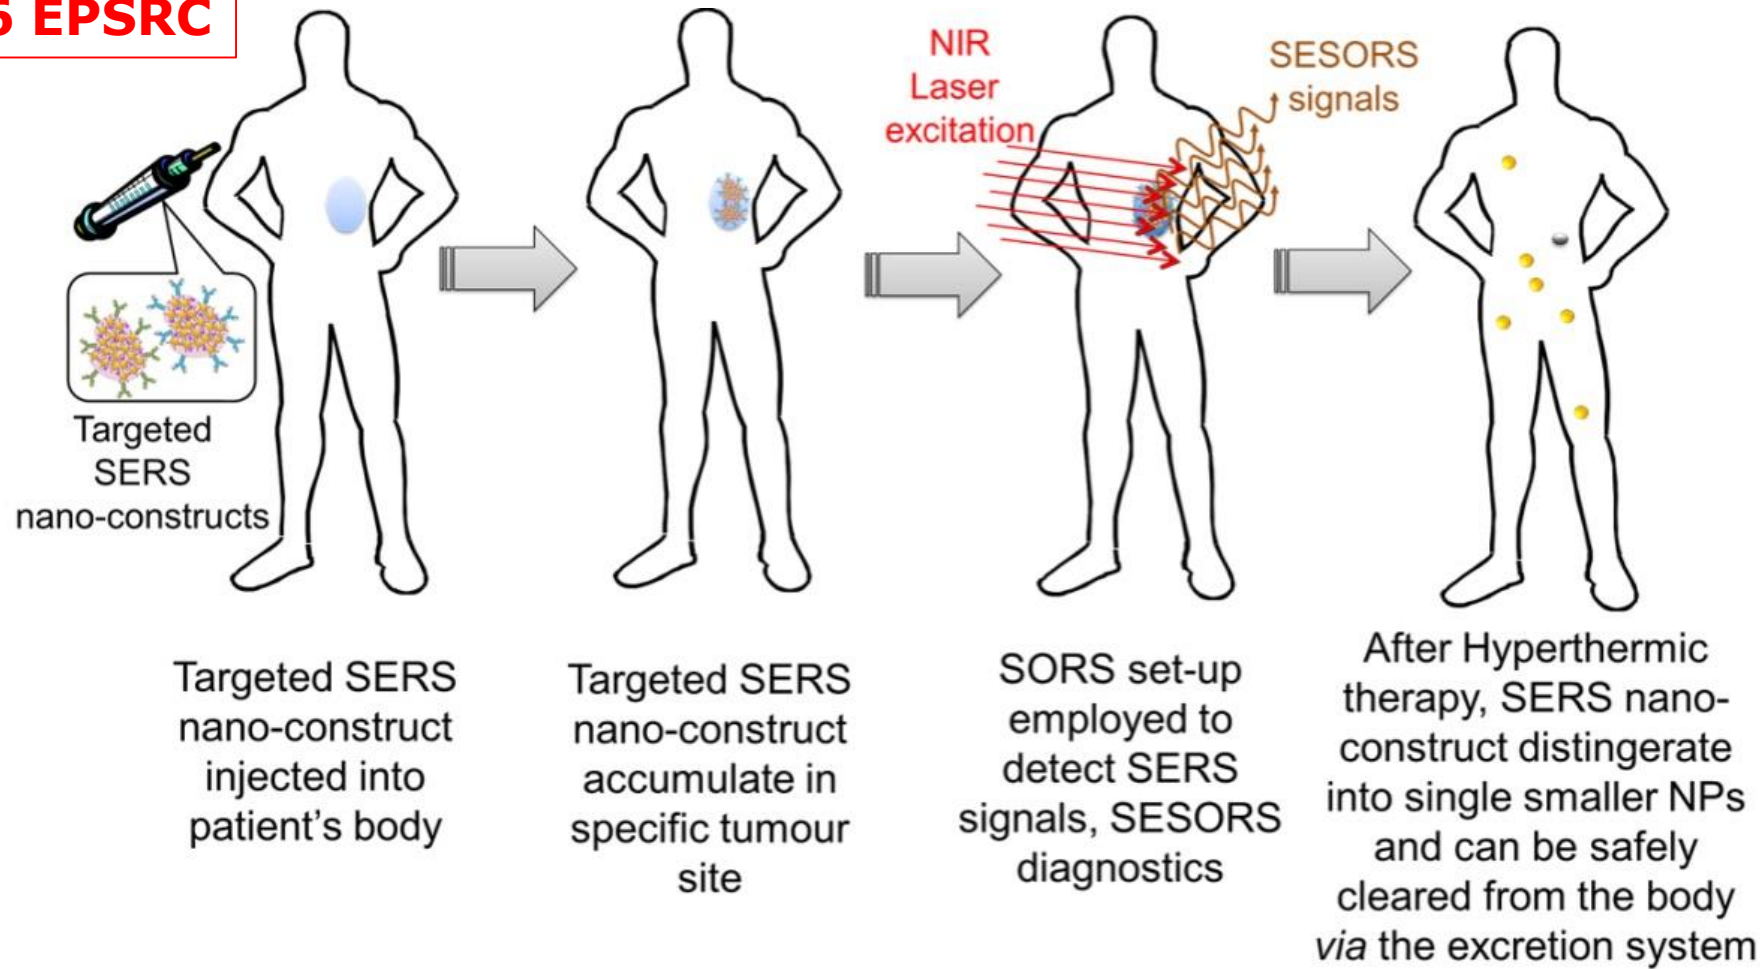 6 EPSRC
NIR
Laser
excitation
SESORS
signals
Targeted
SERS
nano-constructs
Targeted SERS
nano-construct
injected into
patient's body
Targeted SERS
nano-construct
accumulate in
specific tumour
site
SORS set-up
employed to
detect SERS
signals, SESORS
diagnostics
After Hyperthermic
therapy, SERS nano-
construct distingerate
into single smaller NPs
and can be safely
cleared from the body
via the excretion system